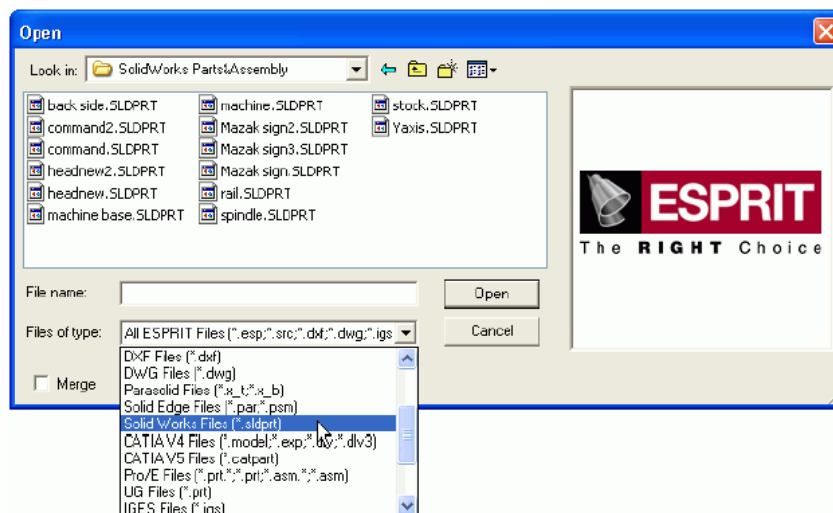 Open
Look in: SolidWorks Parts&Assembly
back side.SLDPRT machine.SLDPRT stock.SLDPRT
command2.SLDPRT Mazak sign2.SLDPRT Yaxis.SLDPRT
command.SLDPRT Mazak sign3.SLDPRT
headnew2.SLDPRT Mazak sign.SLDPRT
headnew.SLDPRT rail.SLDPRT
machine base.SLDPRT spindle.SLDPRT
ESPRIT
The RIGHT Choice
File name: Open
Files of type: All ESPRIT Files (*.esp;*.src;*.dxf;*.dwg;*.igs Cancel
Merge
DXF Files (*.dxf)
DWG Files (*.dwg)
Parasolid Files (*.x_t;*.x_b)
Solid Edge Files (*.par;*.psm)
Solid Works Files (*.sldprt)
CATIA V4 Files (*.model;*.exp;*.dlv;*.dlv3)
CATIA V5 Files (*.catpart)
Pro/E Files (*.prt.*;*.prt;*.asm.*;*.asm)
UG Files (*.prt)
IGES Files (*.igs)